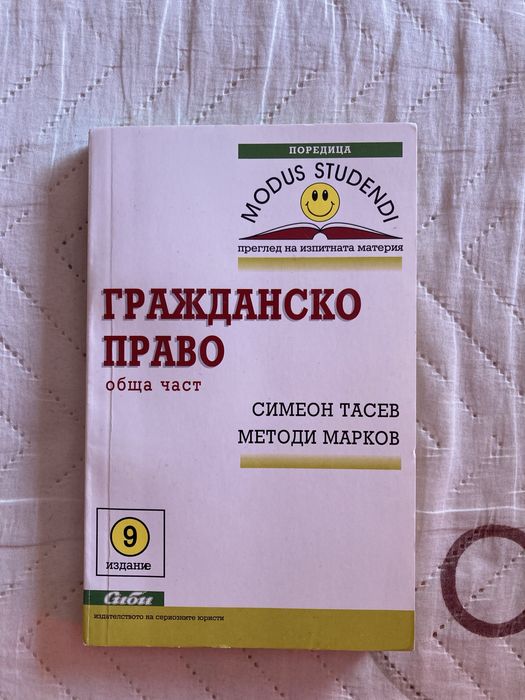 ПОРЕДИЦА
MODUS STUDENDI
преглед на изпитната материя
ГРАЖДАНСКО
ПРАВО
обща част
СИМЕОН ТАСЕВ
МЕТОДИ МАРКОВ
9
издание
Сиби
издателството на сериозните юристи